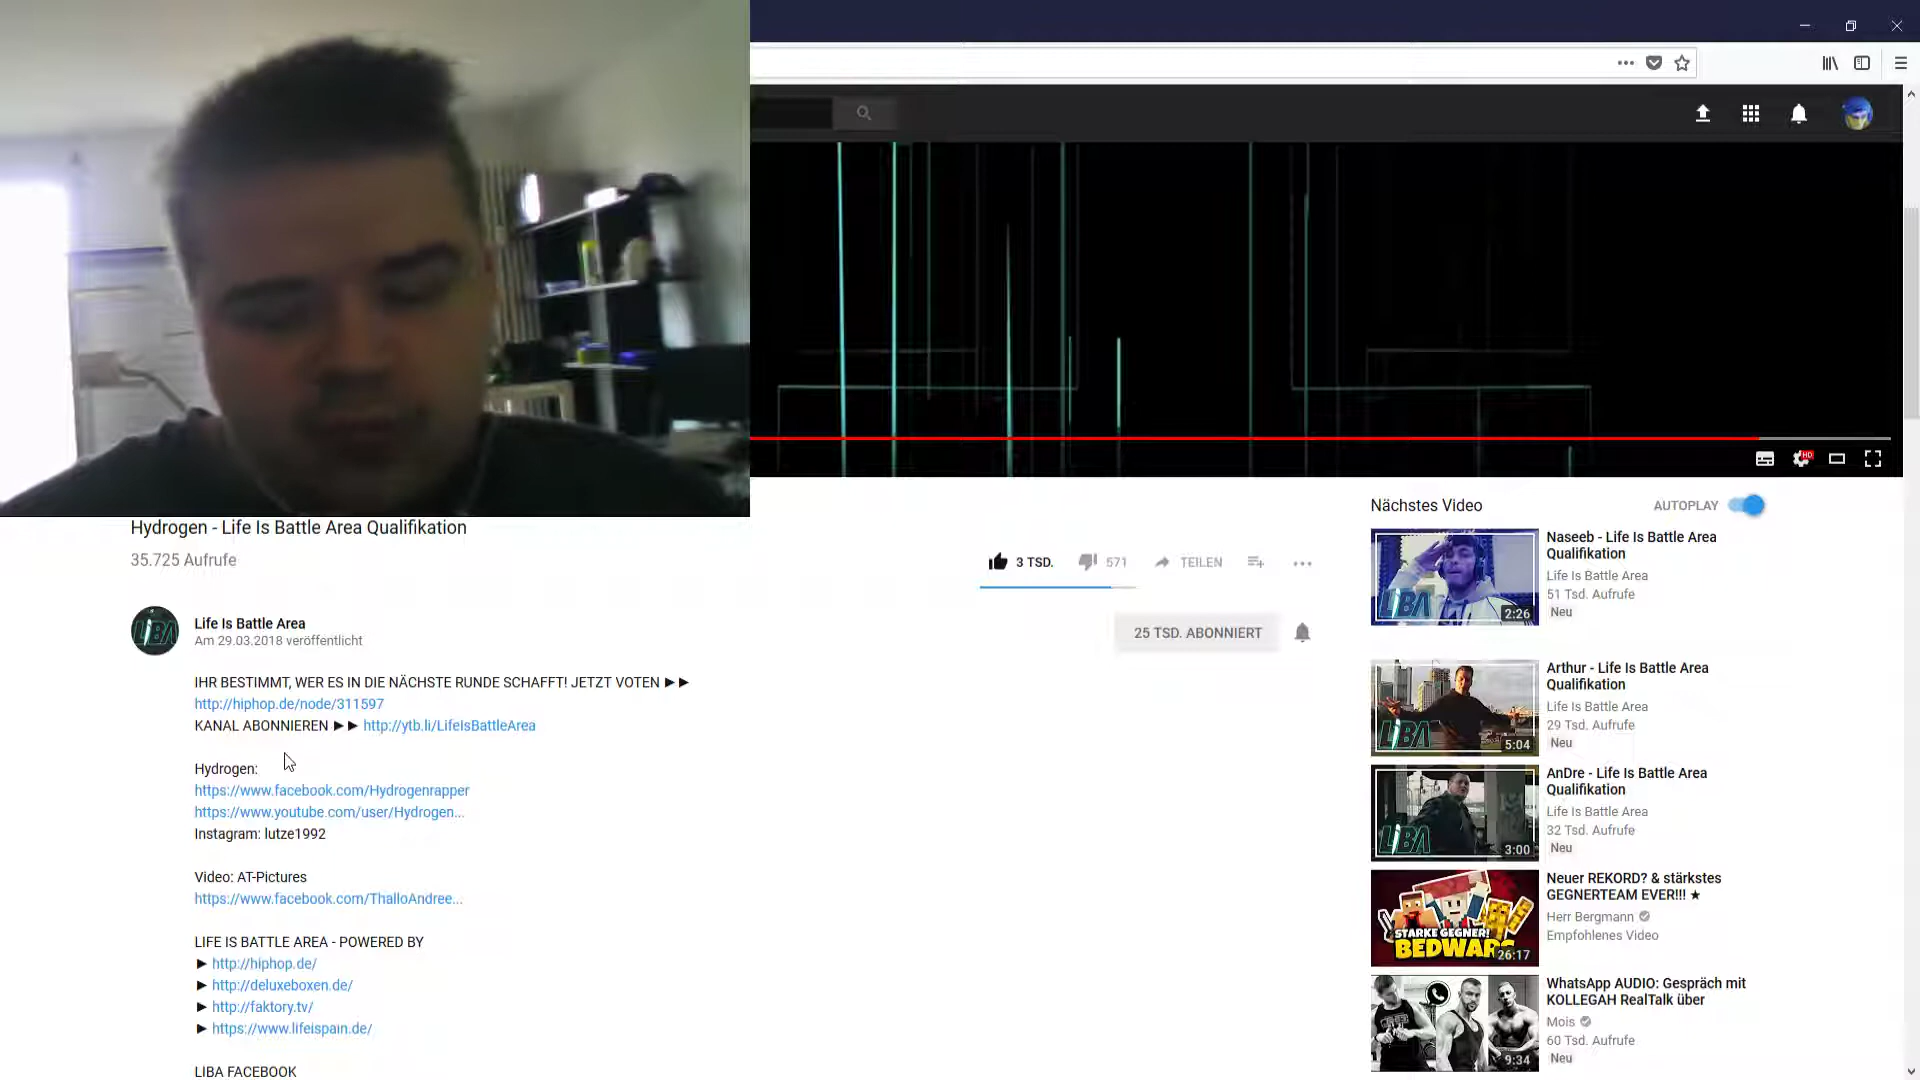 HD
Hydrogen - Life Is Battle Area Qualifikation
35.725 Aufrufe
3 TSD.
571
TEILEN
LiBA
Life Is Battle Area
Am 29.03.2018 veröffentlicht
25 TSD. ABONNIERT
IHR BESTIMMT, WER ES IN DIE NÄCHSTE RUNDE SCHAFFT! JETZT VOTEN ►►
http://hiphop.de/node/311597
KANAL ABONNIEREN ►► http://ytb.li/LifeIsBattleArea
Hydrogen:
https://www.facebook.com/Hydrogenrapper
https://www.youtube.com/user/Hydrogen...
Instagram: lutze1992
Video: AT-Pictures
https://www.facebook.com/ThalloAndree...
LIFE IS BATTLE AREA - POWERED BY
► http://hiphop.de/
► http://deluxeboxen.de/
► http://faktory.tv/
► https://www.lifeispain.de/
LIBA FACEBOOK
Nächstes Video
AUTOPLAY
LiBA
2:26
Naseeb - Life Is Battle Area
Qualifikation
Life Is Battle Area
51 Tsd. Aufrufe
Neu
LiBA
5:04
Arthur - Life Is Battle Area
Qualifikation
Life Is Battle Area
29 Tsd. Aufrufe
Neu
LiBA
3:00
AnDre - Life Is Battle Area
Qualifikation
Life Is Battle Area
32 Tsd. Aufrufe
Neu
STARKE GEGNER!
BEDWARS
26:17
Neuer REKORD? & stärkstes
GEGNERTEAM EVER!!! ★
Herr Bergmann
Empfohlenes Video
9:34
WhatsApp AUDIO: Gespräch mit
KOLLEGAH RealTalk über
Mois
60 Tsd. Aufrufe
Neu